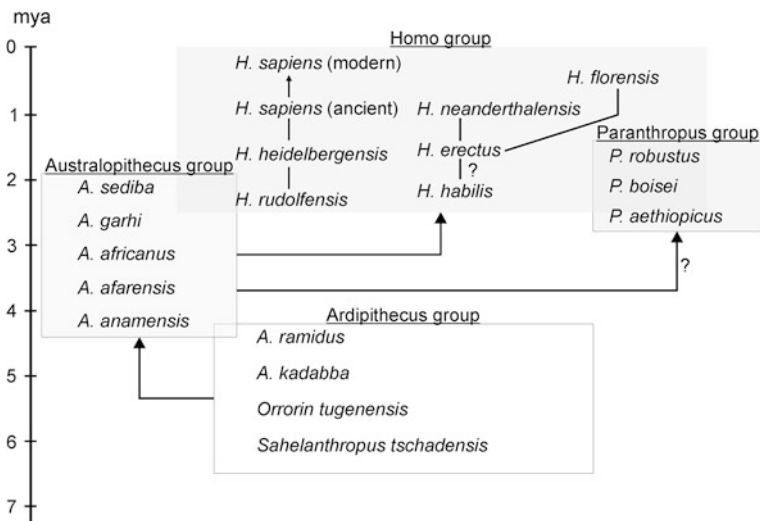 mya
0
1
2
3
4
5
6
7
Homo group
H. sapiens (modern)
H. sapiens (ancient)
H. heidelbergensis
H. rudolfensis
H. neanderthalensis
H. erectus
?
H. habilis
H. florensis
Paranthropus group
P. robustus
P. boisei
P. aethiopicus
?
Australopithecus group
A. sediba
A. garhi
A. africanus
A. afarensis
A. anamensis
Ardipithecus group
A. ramidus
A. kadabba
Orrorin tugenensis
Sahelanthropus tschadensis